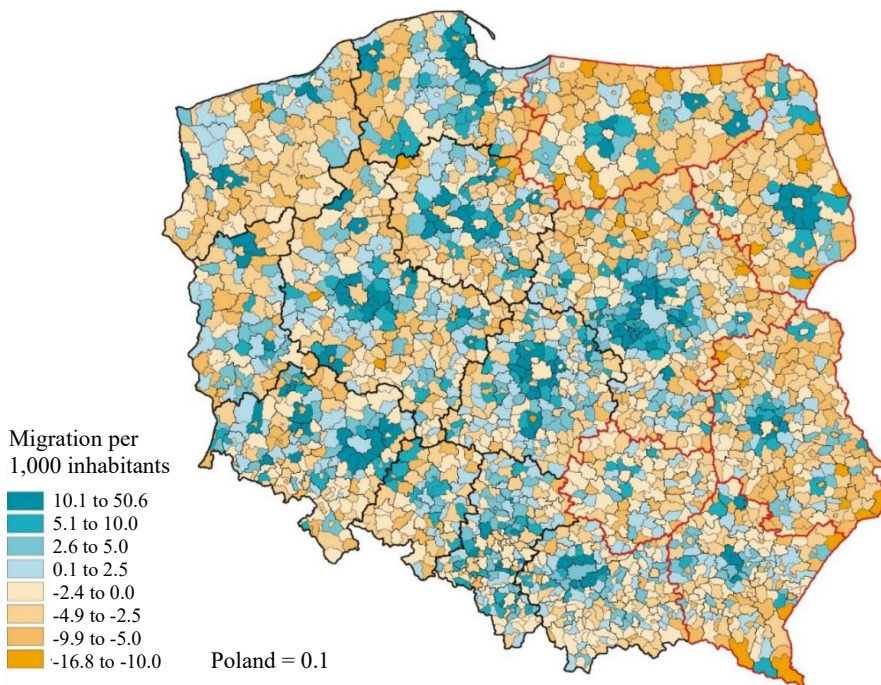 Migration per
1,000 inhabitants
10.1 to 50.6
5.1 to 10.0
2.6 to 5.0
0.1 to 2.5
−2.4 to 0.0
-4.9 to -2.5
-9.9 to -5.0
-16.8 to -10.0
Poland = 0.1